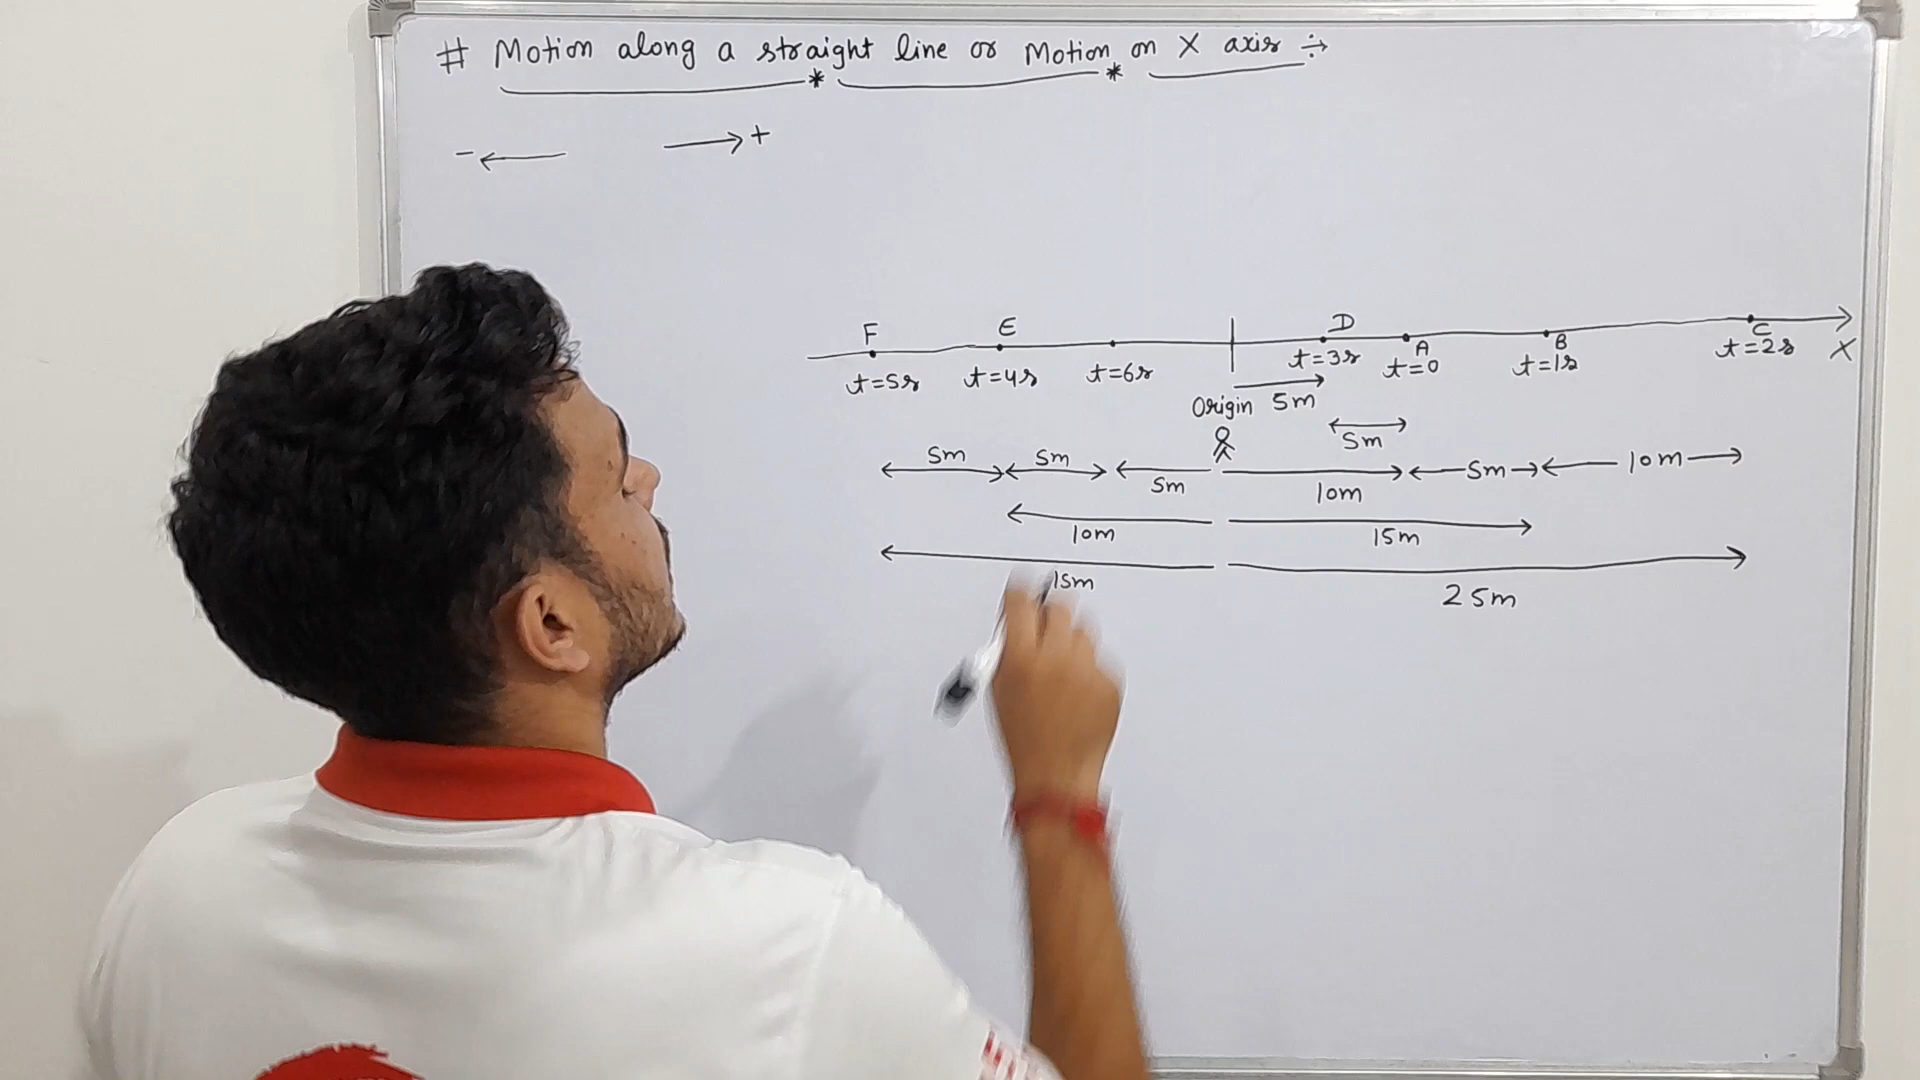 # Motion along a straight line or Motion on X axis ÷
* *
- ← → +
F E D
A B C
t=5s t=4s t=6s t=3s t=0 t=1s t=2s X
Origin 5m
5m
5m 5m 5m 10m 5m 10m
10m 15m
15m 25m